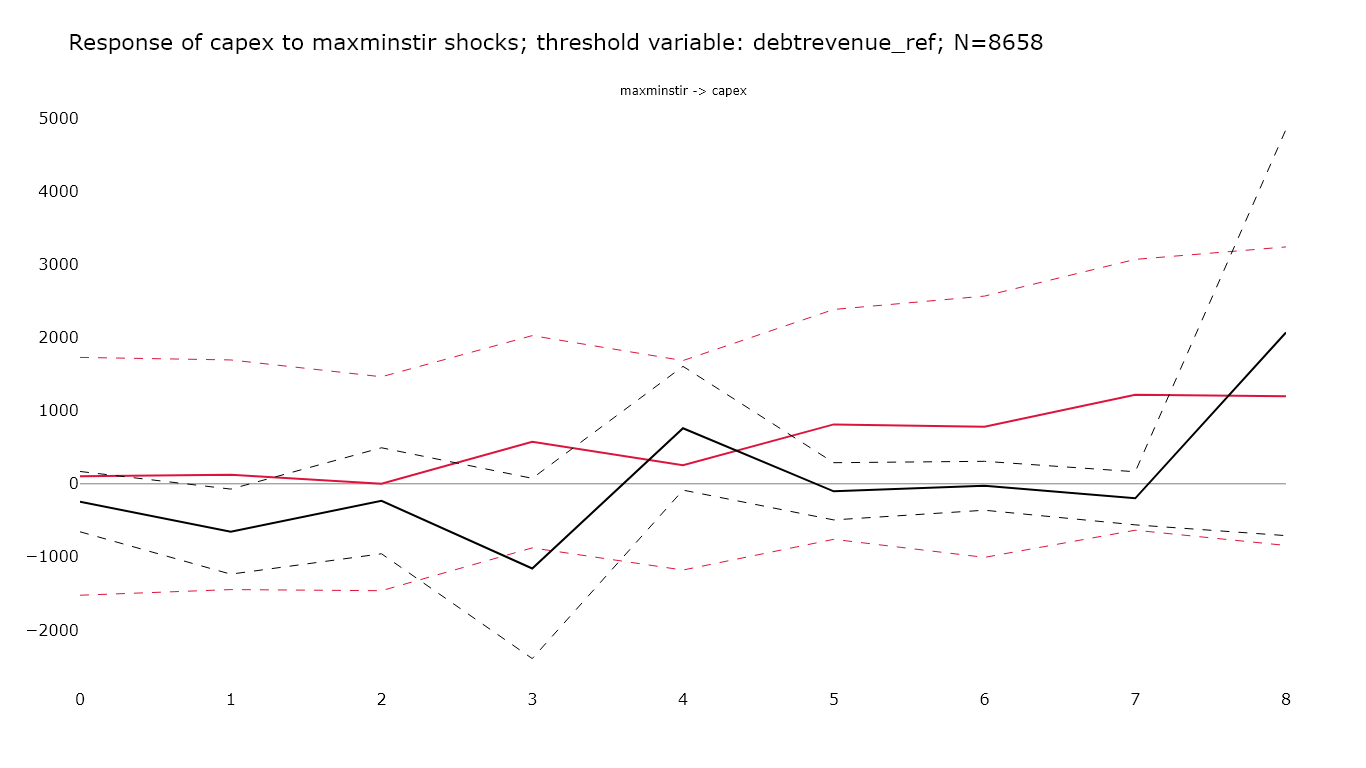 Response of capex to maxminstir shocks; threshold variable: debtrevenue_ref; N=8658
maxminstir -> capex
5000
4000
3000
2000
1000
0
−1000
−2000
0 1 2 3 4 5 6 7 8